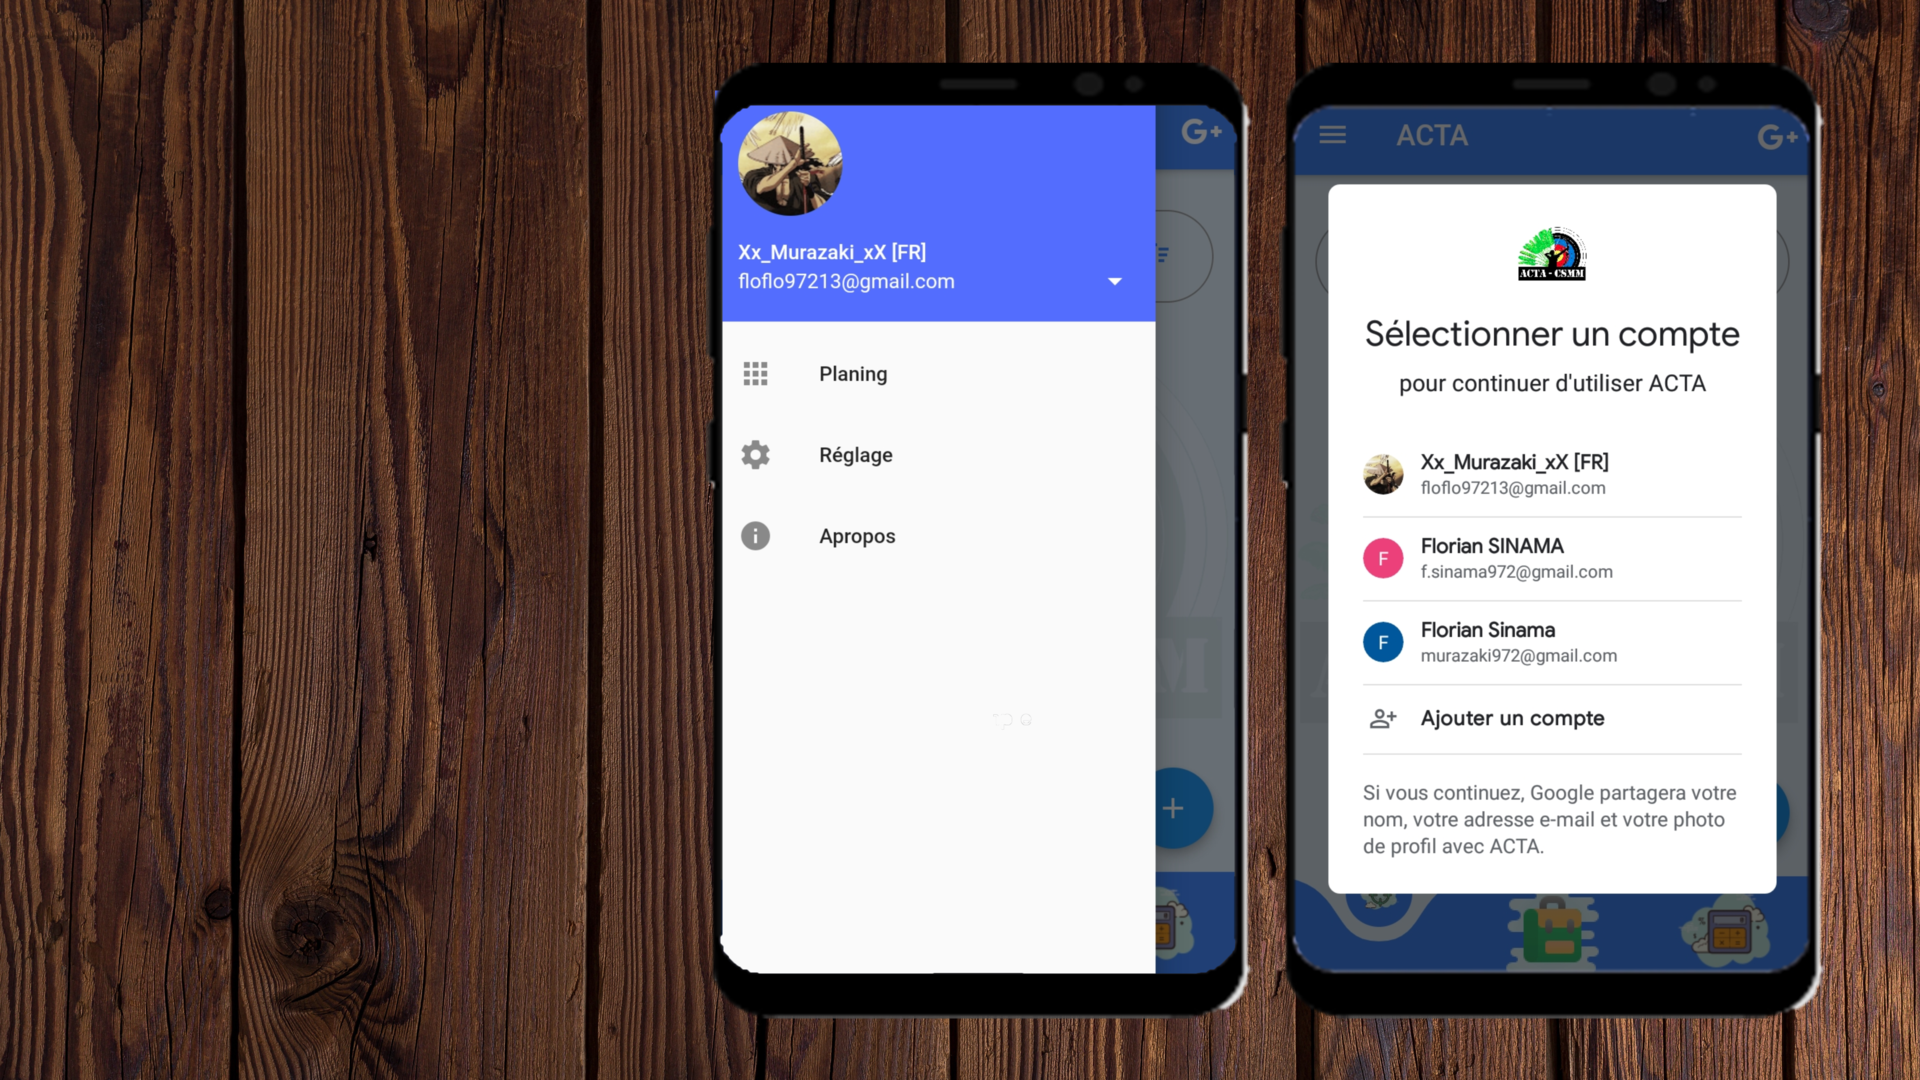 G+
Xx_Murazaki_xX [FR]
floflo97213@gmail.com
Planing
Réglage
Apropos
M
ACTA
G+
ACTA - CSMM
Sélectionner un compte
pour continuer d'utiliser ACTA
Xx_Murazaki_xX [FR]
floflo97213@gmail.com
F
Florian SINAMA
f.sinama972@gmail.com
F
Florian Sinama
murazaki972@gmail.com
Ajouter un compte
Si vous continuez, Google partagera votre
nom, votre adresse e-mail et votre photo
de profil avec ACTA.